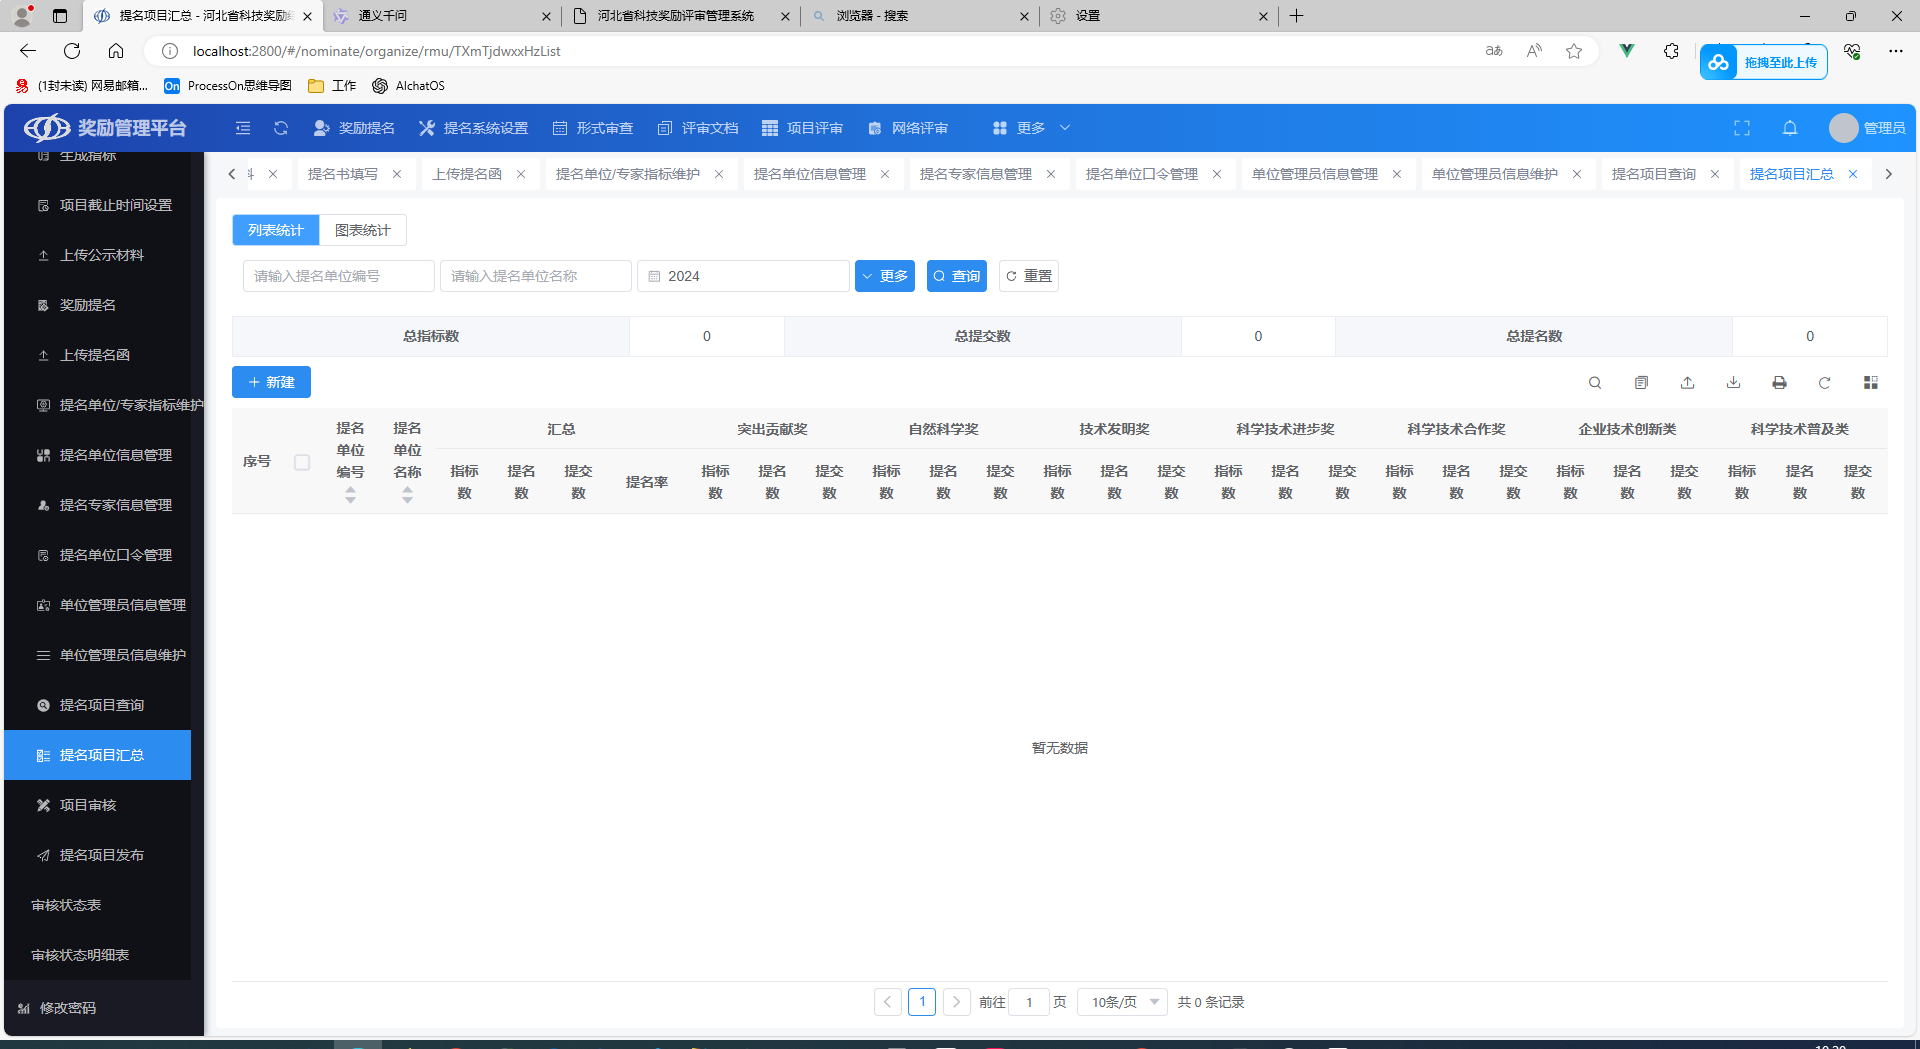 提名项目汇总 - 河北省科技奖励
通义千问
河北省科技奖励评审管理系统
浏览器 - 搜索
设置
localhost:2800/#/nominate/organize/rmu/TXmTjdwxxHzList
拖拽至此上传
(1封未读) 网易邮箱...
On ProcessOn思维导图
工作
AIchatOS
奖励管理平台
奖励提名
提名系统设置
形式审查
评审文档
项目评审
网络评审
更多
管理员
生成指标
项目截止时间设置
上传公示材料
奖励提名
上传提名函
提名单位/专家指标维护
提名单位信息管理
提名专家信息管理
提名单位口令管理
单位管理员信息管理
单位管理员信息维护
提名项目查询
提名项目汇总
项目审核
提名项目发布
审核状态表
审核状态明细表
修改密码
提名书填写
上传提名函
提名单位/专家指标维护
提名单位信息管理
提名专家信息管理
提名单位口令管理
单位管理员信息管理
单位管理员信息维护
提名项目查询
提名项目汇总
列表统计 图表统计
请输入提名单位编号 请输入提名单位名称 2024 更多 查询 重置
总指标数 0 总提交数 0 总提名数 0
新建
序号
提名单位编号
提名单位名称
汇总 突出贡献奖 自然科学奖 技术发明奖 科学技术进步奖 科学技术合作奖 企业技术创新类 科学技术普及类
指标数 提名数 提交数 提名率 指标数 提名数 提交数 指标数 提名数 提交数 指标数 提名数 提交数 指标数 提名数 提交数 指标数 提名数 提交数 指标数 提名数 提交数 指标数 提名数 提交数
暂无数据
1 前往 1 页 10条/页 共 0 条记录